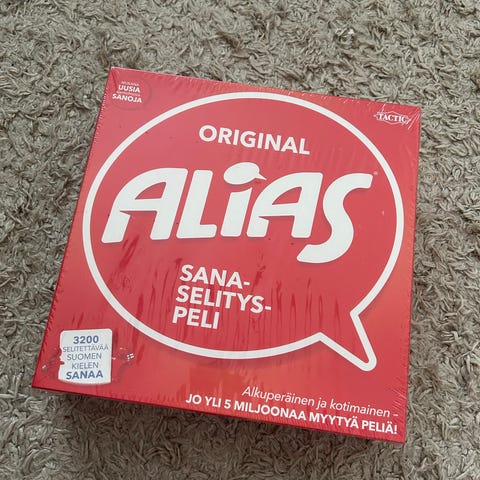 UUSIA
SANOJA
TACTIC
ORIGINAL
ALIAS®
SANA-
SELITYS-
PELI
3200
SELITETTÄVÄÄ
SUOMEN
KIELEN
SANAA
Alkuperäinen ja kotimainen –
JO YLI 5 MILJOONAA MYYTYÄ PELIÄ!